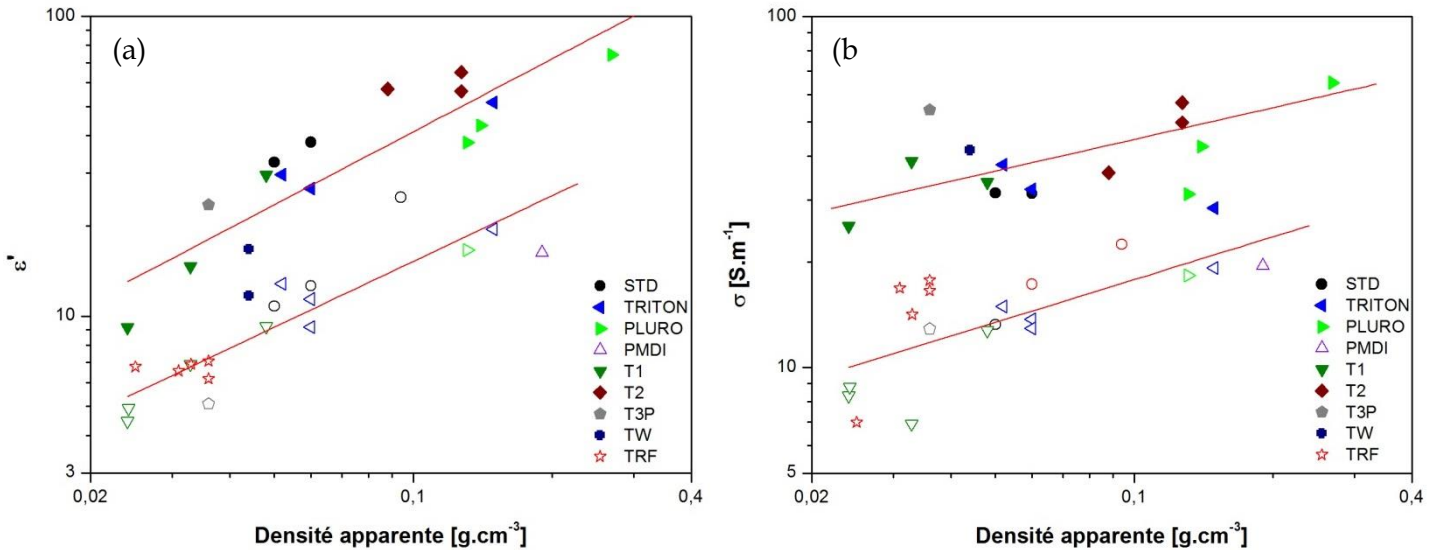 (a)
100
10
3
ε'
0,02
0,1
0,4
Densité apparente [g.cm⁻³]
STD
TRITON
PLURO
PMDI
T1
T2
T3P
TW
TRF
(b)
100
10
5
σ [S.m⁻¹]
0,02
0,1
0,4
Densité apparente [g.cm⁻³]
STD
TRITON
PLURO
PMDI
T1
T2
T3P
TW
TRF